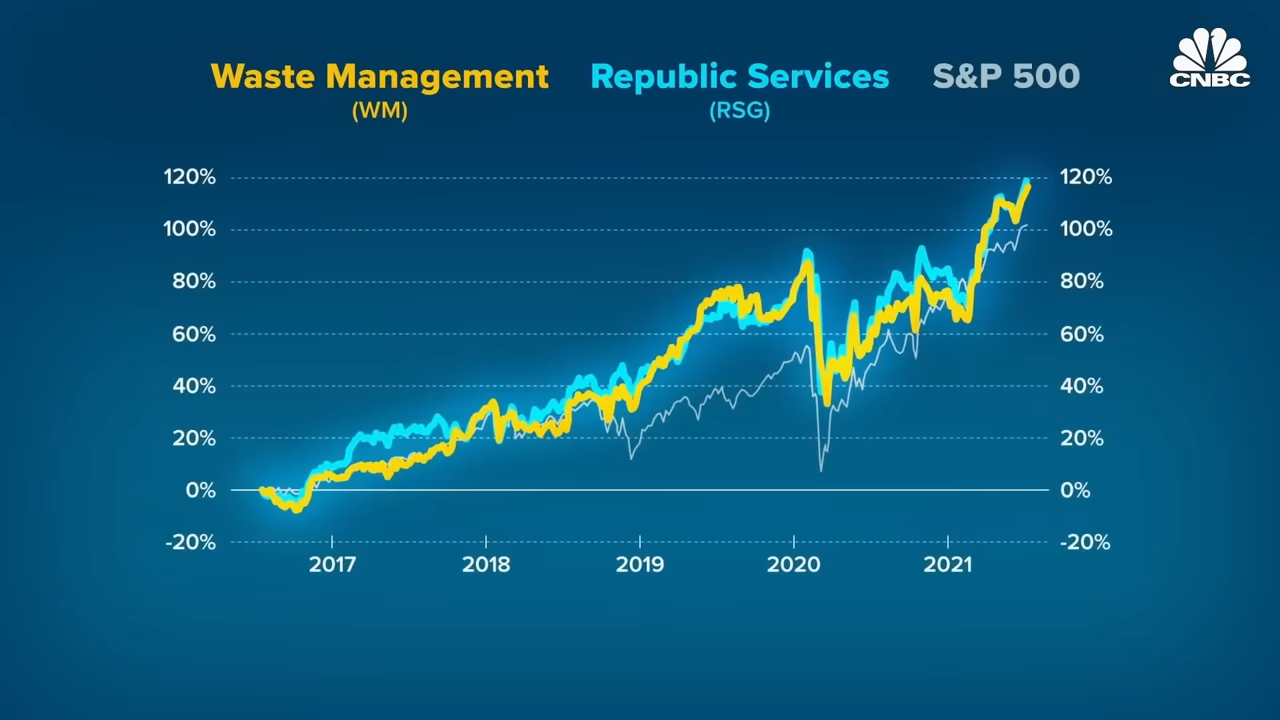 Waste Management Republic Services S&P 500
(WM) (RSG)
CNBC
120% 120%
100% 100%
80% 80%
60% 60%
40% 40%
20% 20%
0% 0%
-20% -20%
2017 2018 2019 2020 2021